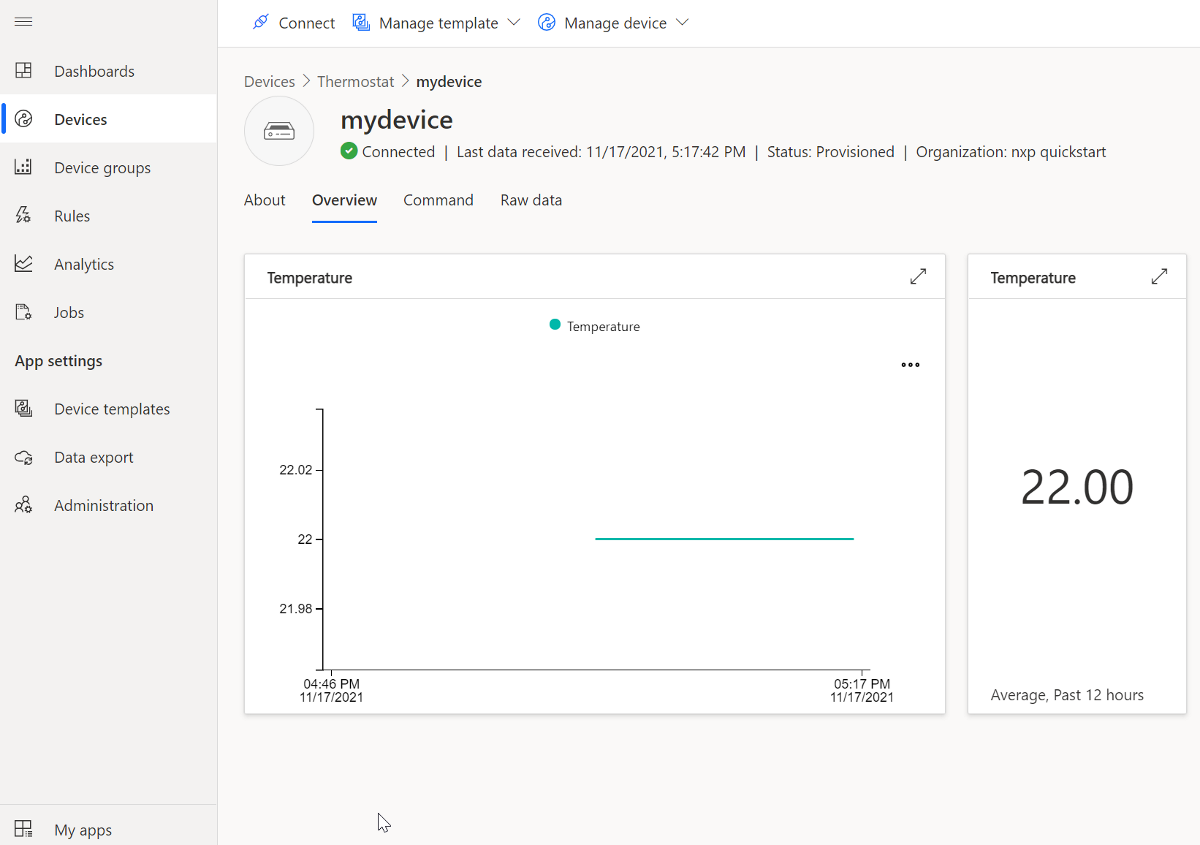 Connect Manage template Manage device
Dashboards
Devices
Device groups
Rules
Analytics
Jobs
App settings
Device templates
Data export
Administration
My apps
Devices > Thermostat > mydevice
mydevice
Connected | Last data received: 11/17/2021, 5:17:42 PM | Status: Provisioned | Organization: nxp quickstart
About Overview Command Raw data
Temperature
Temperature
22.02
22
21.98
04:46 PM
11/17/2021
05:17 PM
11/17/2021
Temperature
22.00
Average, Past 12 hours